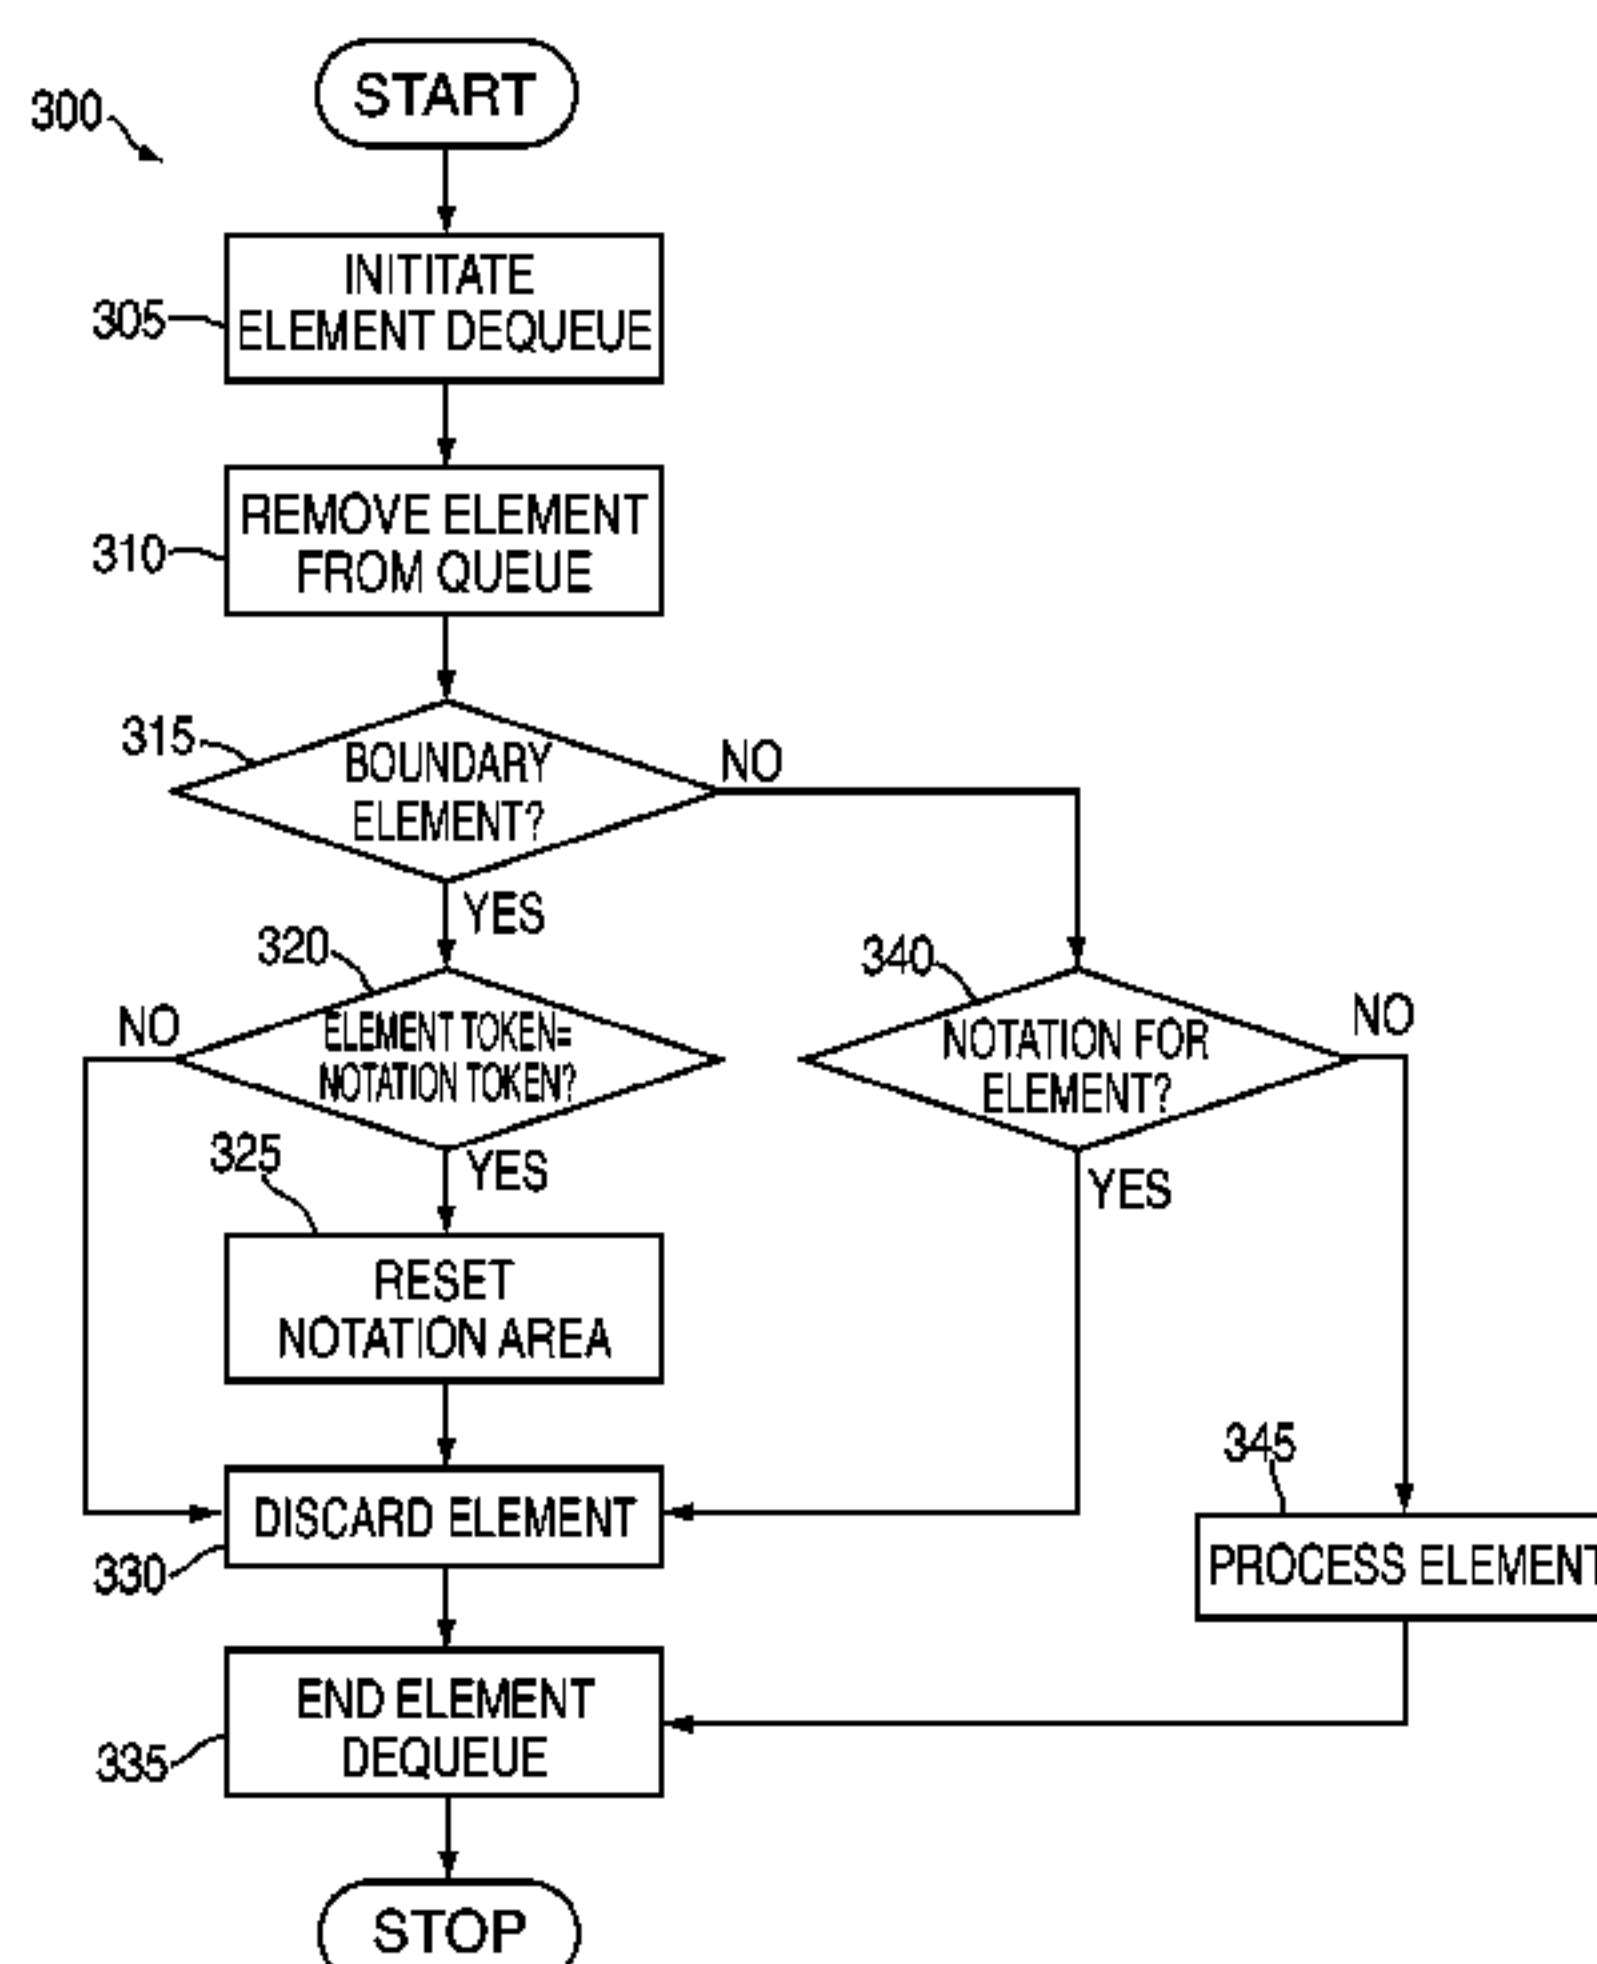 START
300
INITITATE
ELEMENT DEQUEUE
305
REMOVE ELEMENT
FROM QUEUE
310
315
BOUNDARY
ELEMENT?
NO
YES
320
340
NO
ELEMENT TOKEN=
NOTATION TOKEN?
NOTATION FOR
ELEMENT?
NO
325
YES
YES
RESET
NOTATION AREA
345
DISCARD ELEMENT
330
PROCESS ELEMENT
END ELEMENT
DEQUEUE
335
STOP